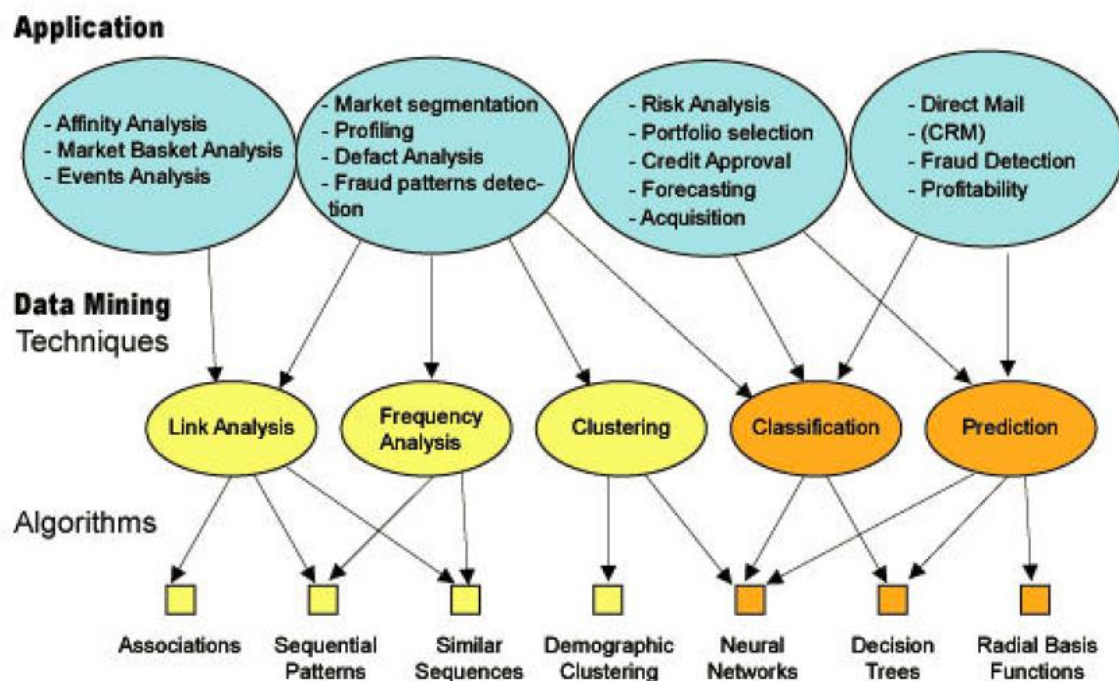 Application
- Affinity Analysis
- Market Basket Analysis
- Events Analysis
- Market segmentation
- Profiling
- Defect Analysis
- Fraud patterns detec-
tion
- Risk Analysis
- Portfolio selection
- Credit Approval
- Forecasting
- Acquisition
- Direct Mail
- (CRM)
- Fraud Detection
- Profitability
Data Mining
Techniques
Link Analysis
Frequency
Analysis
Clustering
Classification
Prediction
Algorithms
Associations
Sequential
Patterns
Similar
Sequences
Demographic
Clustering
Neural
Networks
Decision
Trees
Radial Basis
Functions